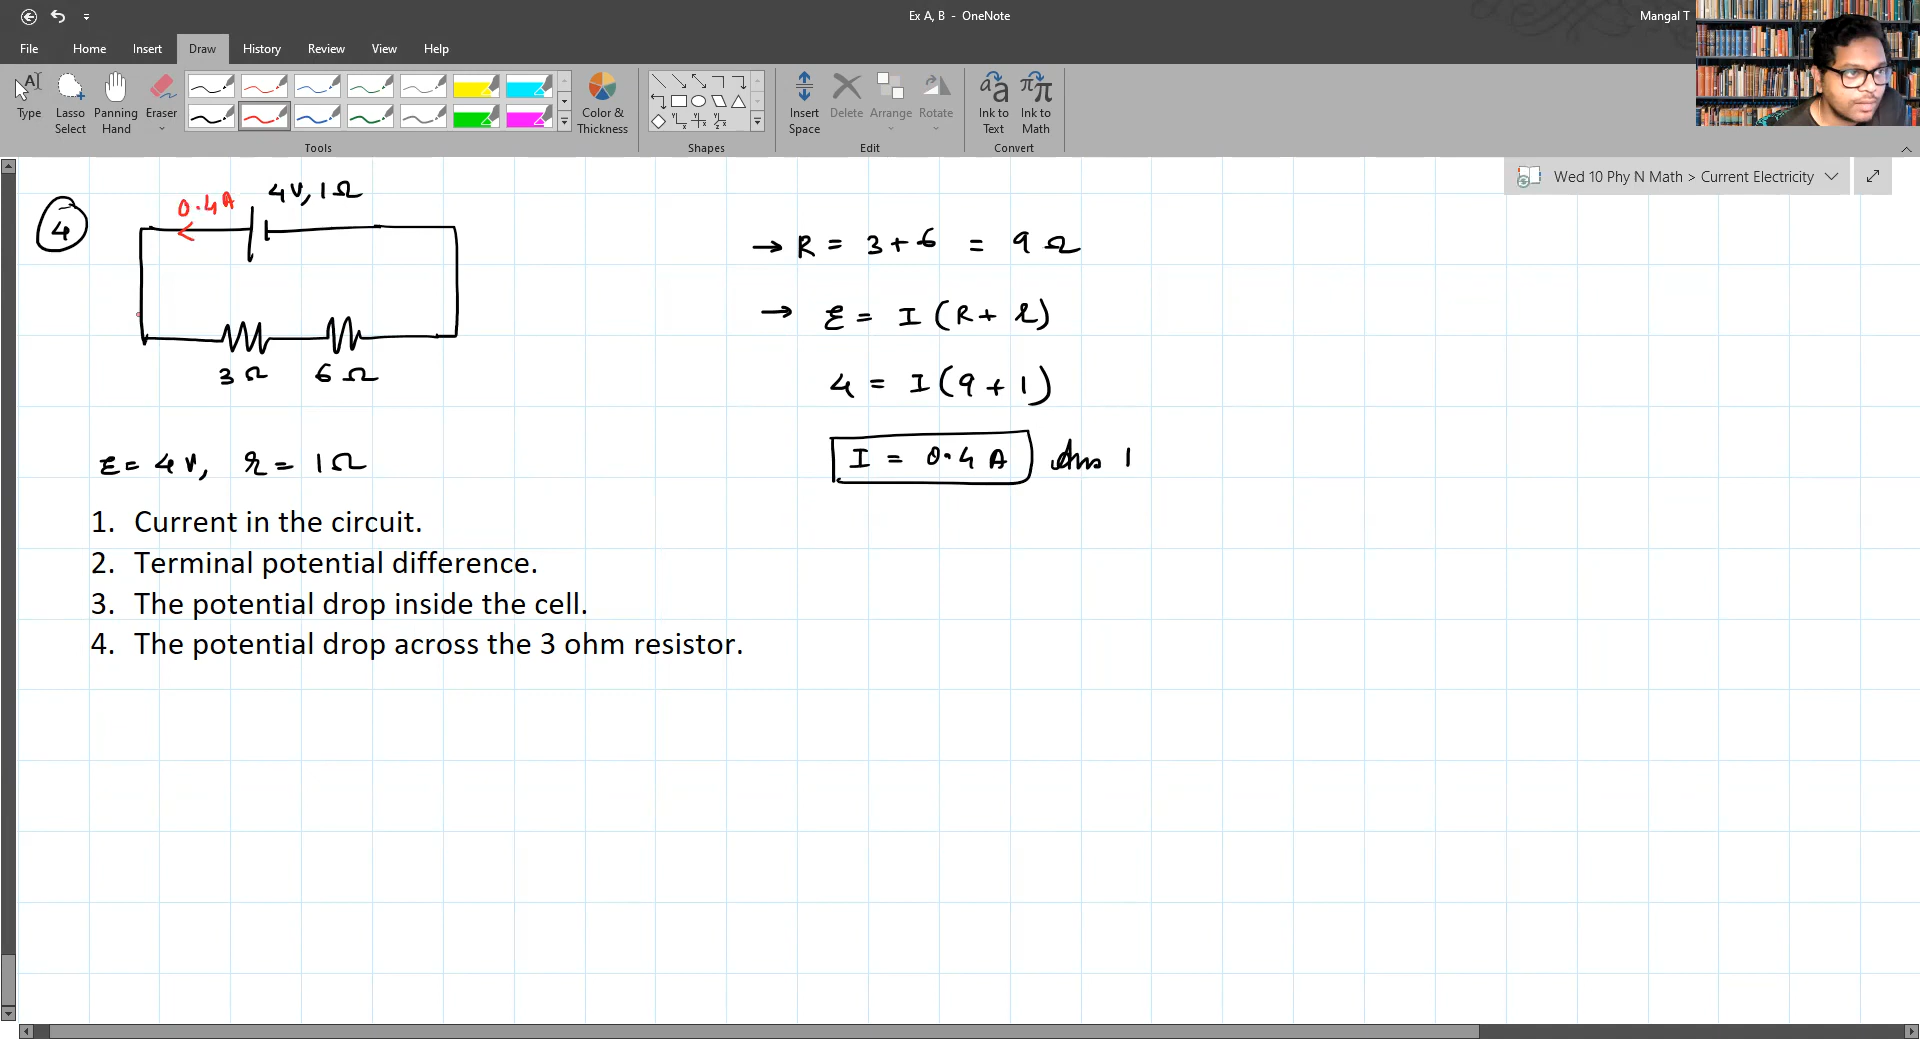 Ex A, B - OneNote
Mangal T
File Home Insert Draw History Review View Help
Type
Lasso Select
Panning Hand
Eraser
Color & Thickness
Insert Space
Delete
Arrange
Rotate
Ink to Text
Ink to Math
Tools
Shapes
Edit
Convert
Wed 10 Phy N Math > Current Electricity
4
0.4A
4V, 1Ω
3Ω 6Ω
ε = 4V, r = 1Ω
1. Current in the circuit.
2. Terminal potential difference.
3. The potential drop inside the cell.
4. The potential drop across the 3 ohm resistor.
→ R = 3 + 6 = 9 Ω
→ ε = I (R + r)
4 = I (9 + 1)
I = 0.4 A Ans 1